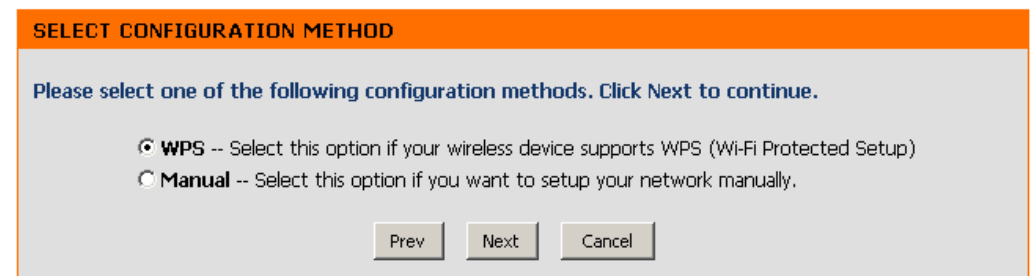 SELECT CONFIGURATION METHOD
Please select one of the following configuration methods. Click Next to continue.
WPS -- Select this option if your wireless device supports WPS (Wi-Fi Protected Setup)
Manual -- Select this option if you want to setup your network manually.
Prev Next Cancel